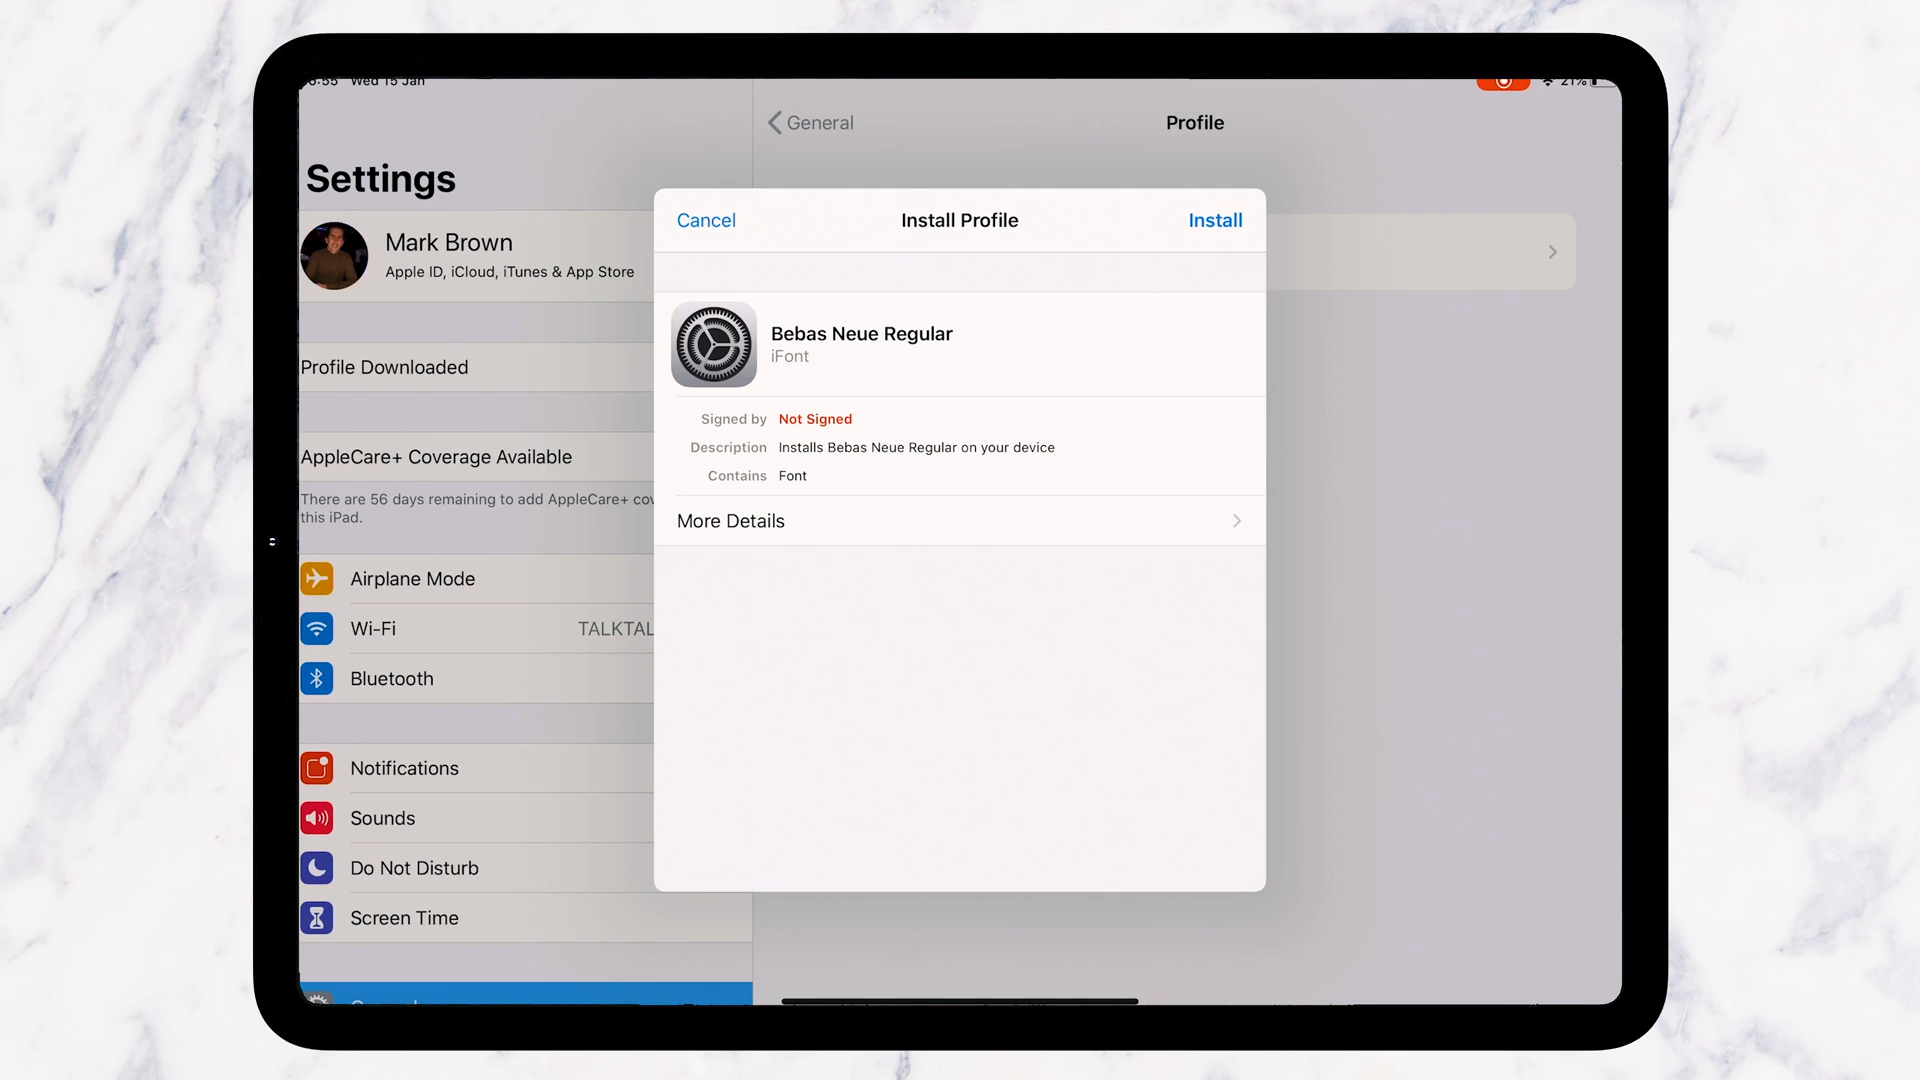 Wed 15 Jan
21%
General
Profile
Settings
Mark Brown
Apple ID, iCloud, iTunes & App Store
Profile Downloaded
AppleCare+ Coverage Available
There are 56 days remaining to add AppleCare+
this iPad.
Airplane Mode
Wi-Fi
Bluetooth
Notifications
Sounds
Do Not Disturb
Screen Time
Cancel
Install Profile
Install
Bebas Neue Regular
iFont
Signed by Not Signed
Description Installs Bebas Neue Regular on your device
Contains Font
More Details